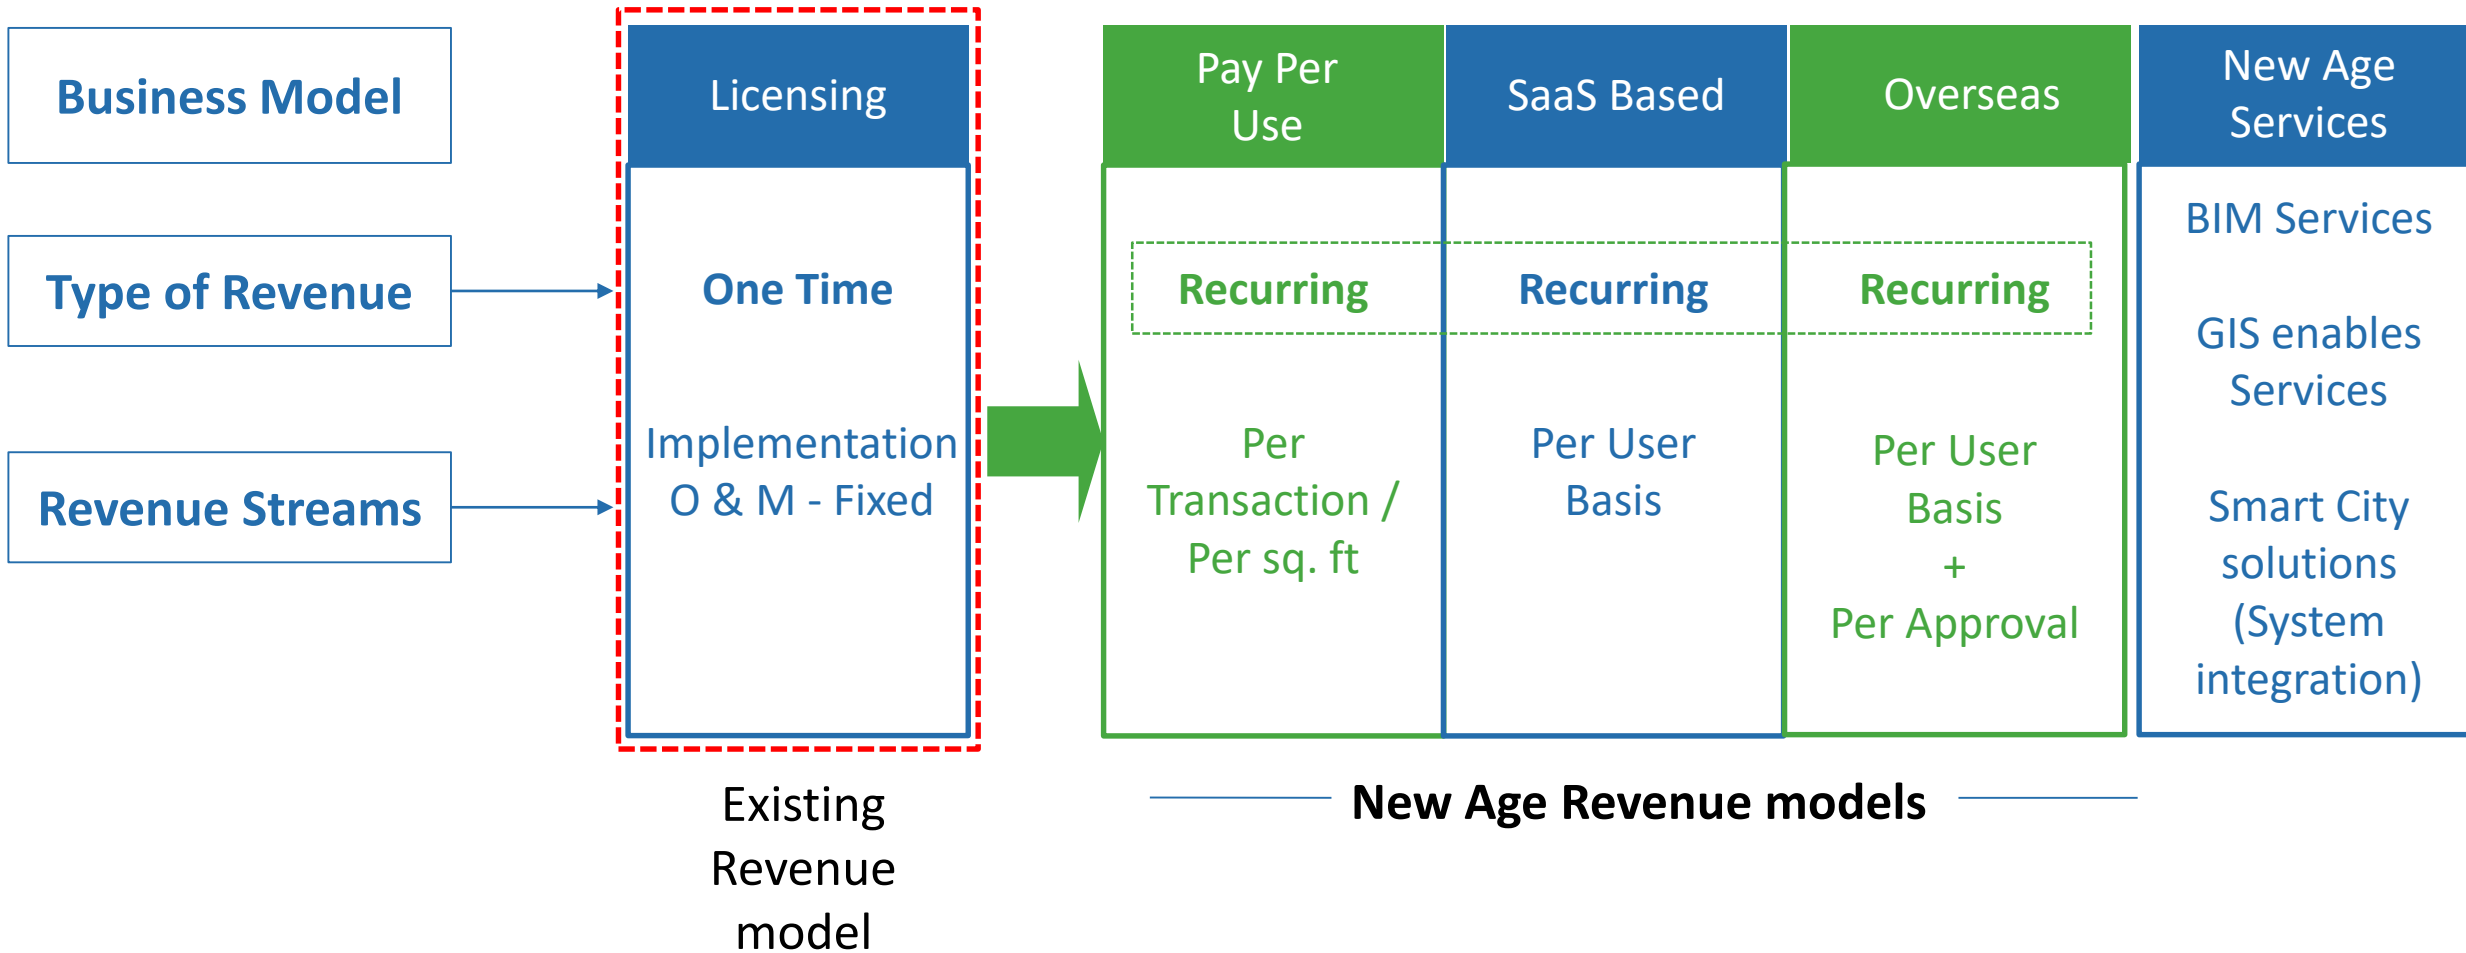 Business Model
Type of Revenue
Revenue Streams
Licensing
One Time
Implementation
O & M - Fixed
Existing
Revenue
model
Pay Per
Use
Recurring
Per
Transaction /
Per sq. ft
SaaS Based
Recurring
Per User
Basis
Overseas
Recurring
Per User
Basis
+
Per Approval
New Age Revenue models
New Age
Services
BIM Services
GIS enables
Services
Smart City
solutions
(System
integration)